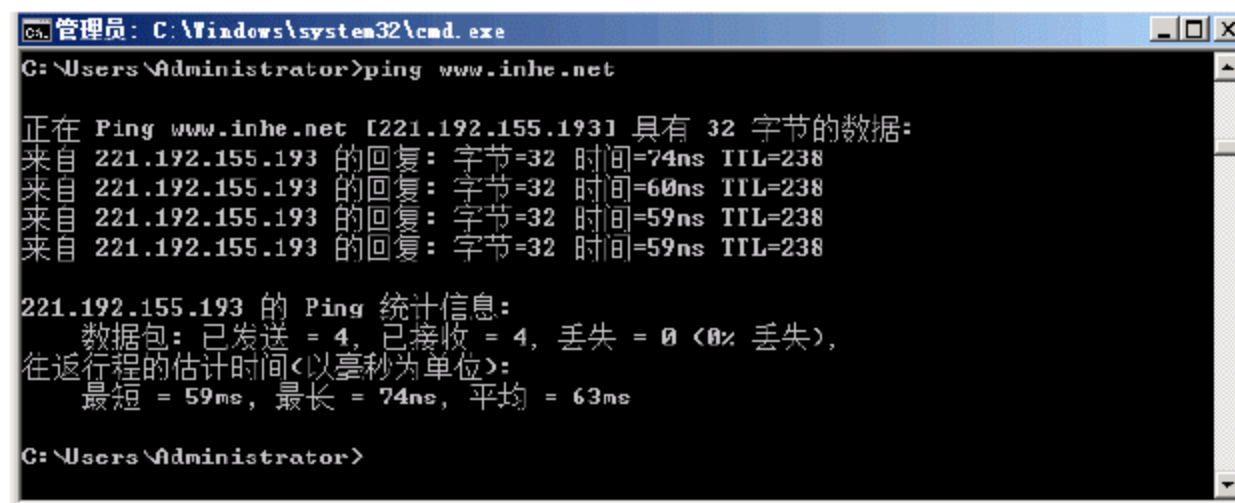 管理员: C:\Windows\system32\cmd.exe
C:\Users\Administrator>ping www.inhe.net
正在 Ping www.inhe.net [221.192.155.193] 具有 32 字节的数据:
来自 221.192.155.193 的回复: 字节=32 时间=74ms TTL=238
来自 221.192.155.193 的回复: 字节=32 时间=60ms TTL=238
来自 221.192.155.193 的回复: 字节=32 时间=59ms TTL=238
来自 221.192.155.193 的回复: 字节=32 时间=59ms TTL=238
221.192.155.193 的 Ping 统计信息:
数据包: 已发送 = 4, 已接收 = 4, 丢失 = 0 (0% 丢失),
往返行程的估计时间(以毫秒为单位):
最短 = 59ms, 最长 = 74ms, 平均 = 63ms
C:\Users\Administrator>